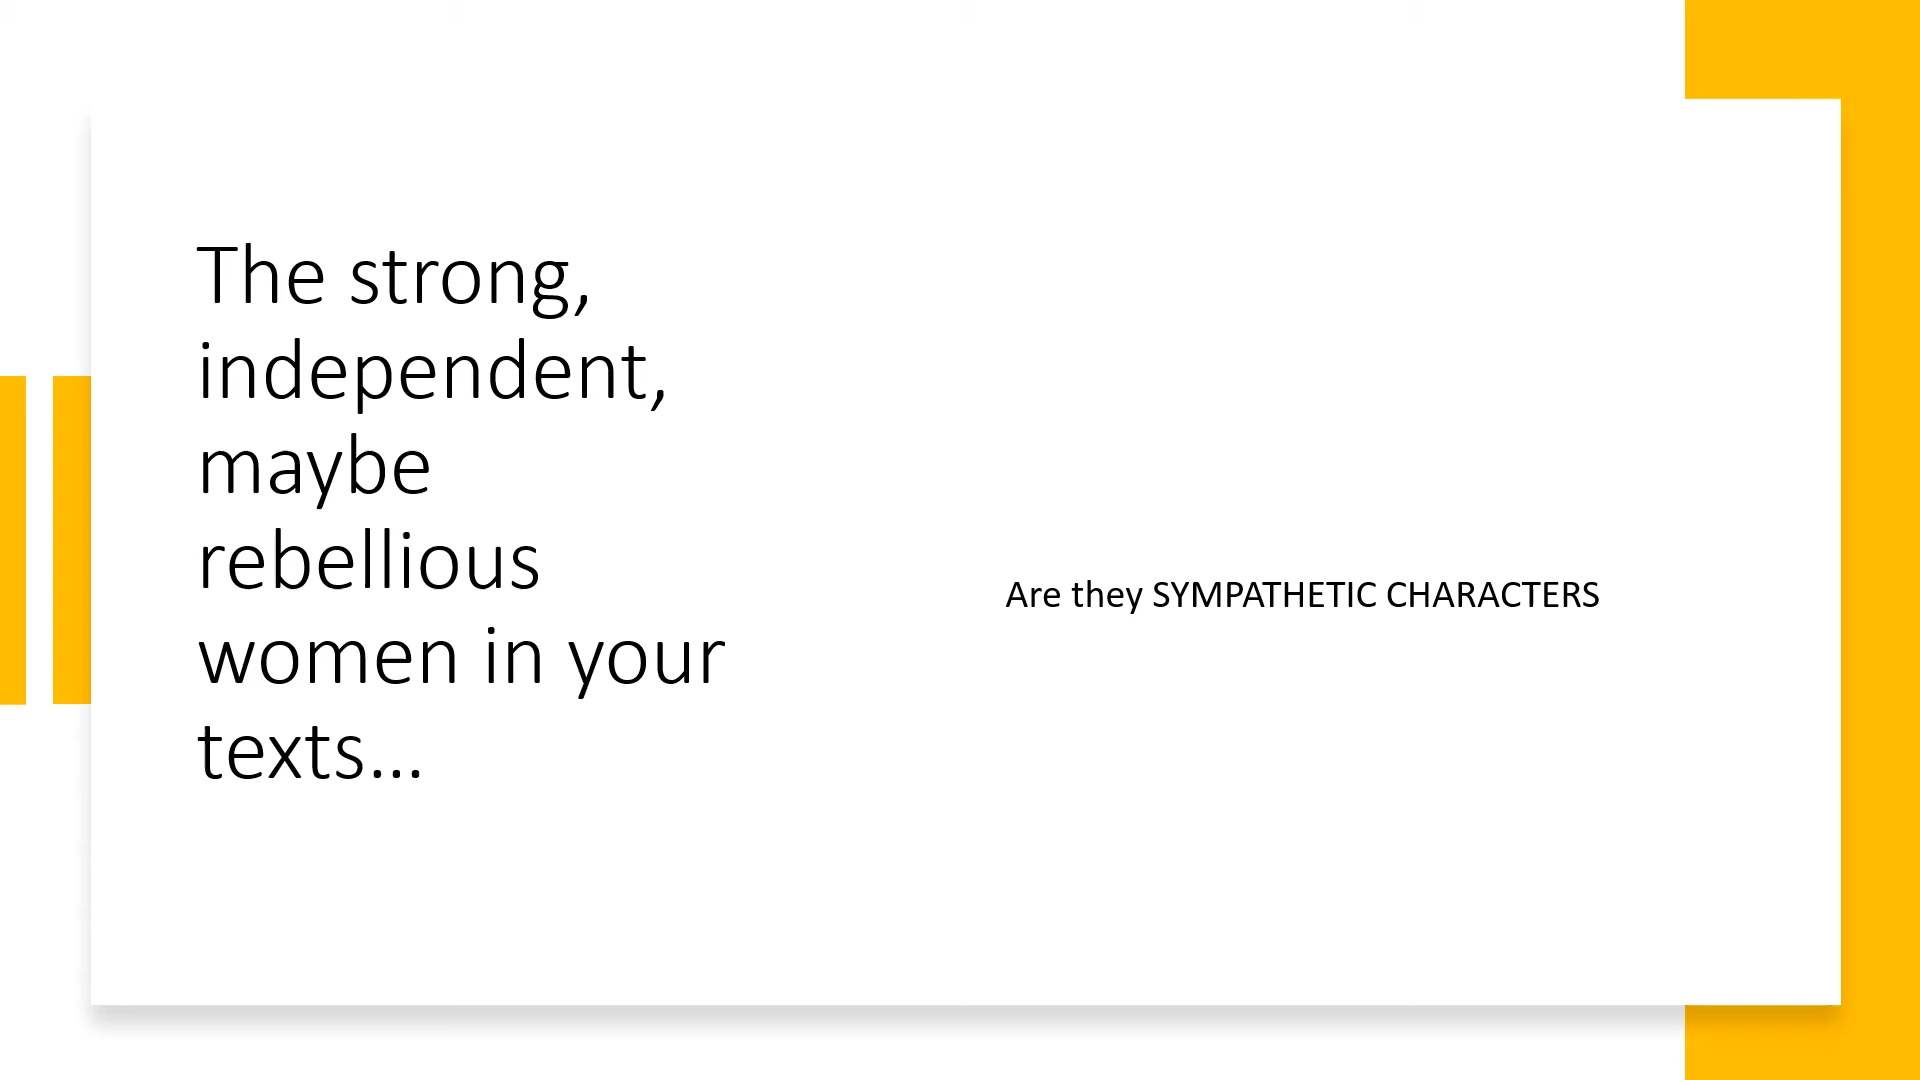 The strong,
independent,
maybe
rebellious
women in your
texts…
Are they SYMPATHETIC CHARACTERS